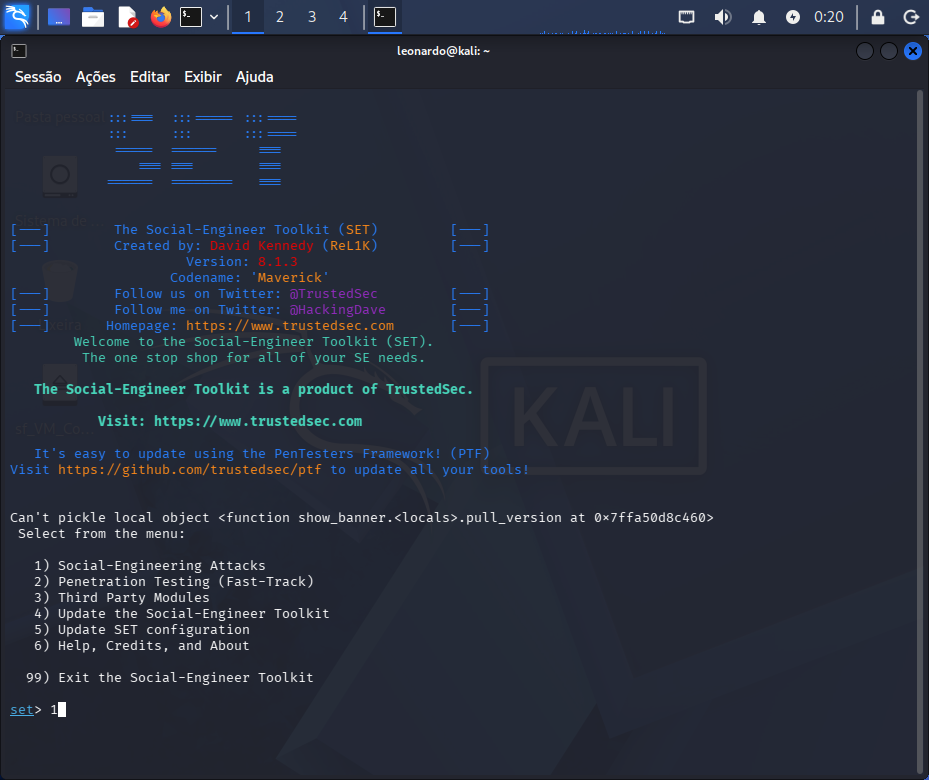 1 2 3 4 0:20
leonardo@kali: ~
Sessão Ações Editar Exibir Ajuda
[---] The Social-Engineer Toolkit (SET) [---]
[---] Created by: David Kennedy (ReL1K) [---]
Version: 8.1.3
Codename: 'Maverick'
[---] Follow us on Twitter: @TrustedSec [---]
[---] Follow me on Twitter: @HackingDave [---]
[---] Homepage: https://www.trustedsec.com [---]
Welcome to the Social-Engineer Toolkit (SET).
The one stop shop for all of your SE needs.
The Social-Engineer Toolkit is a product of TrustedSec.
Visit: https://www.trustedsec.com
KALI
It's easy to update using the PenTesters Framework! (PTF)
Visit https://github.com/trustedsec/ptf to update all your tools!
Can't pickle local object <function show_banner.<locals>.pull_version at 0x7ffa50d8c460>
Select from the menu:
1) Social-Engineering Attacks
2) Penetration Testing (Fast-Track)
3) Third Party Modules
4) Update the Social-Engineer Toolkit
5) Update SET configuration
6) Help, Credits, and About
99) Exit the Social-Engineer Toolkit
set> 1